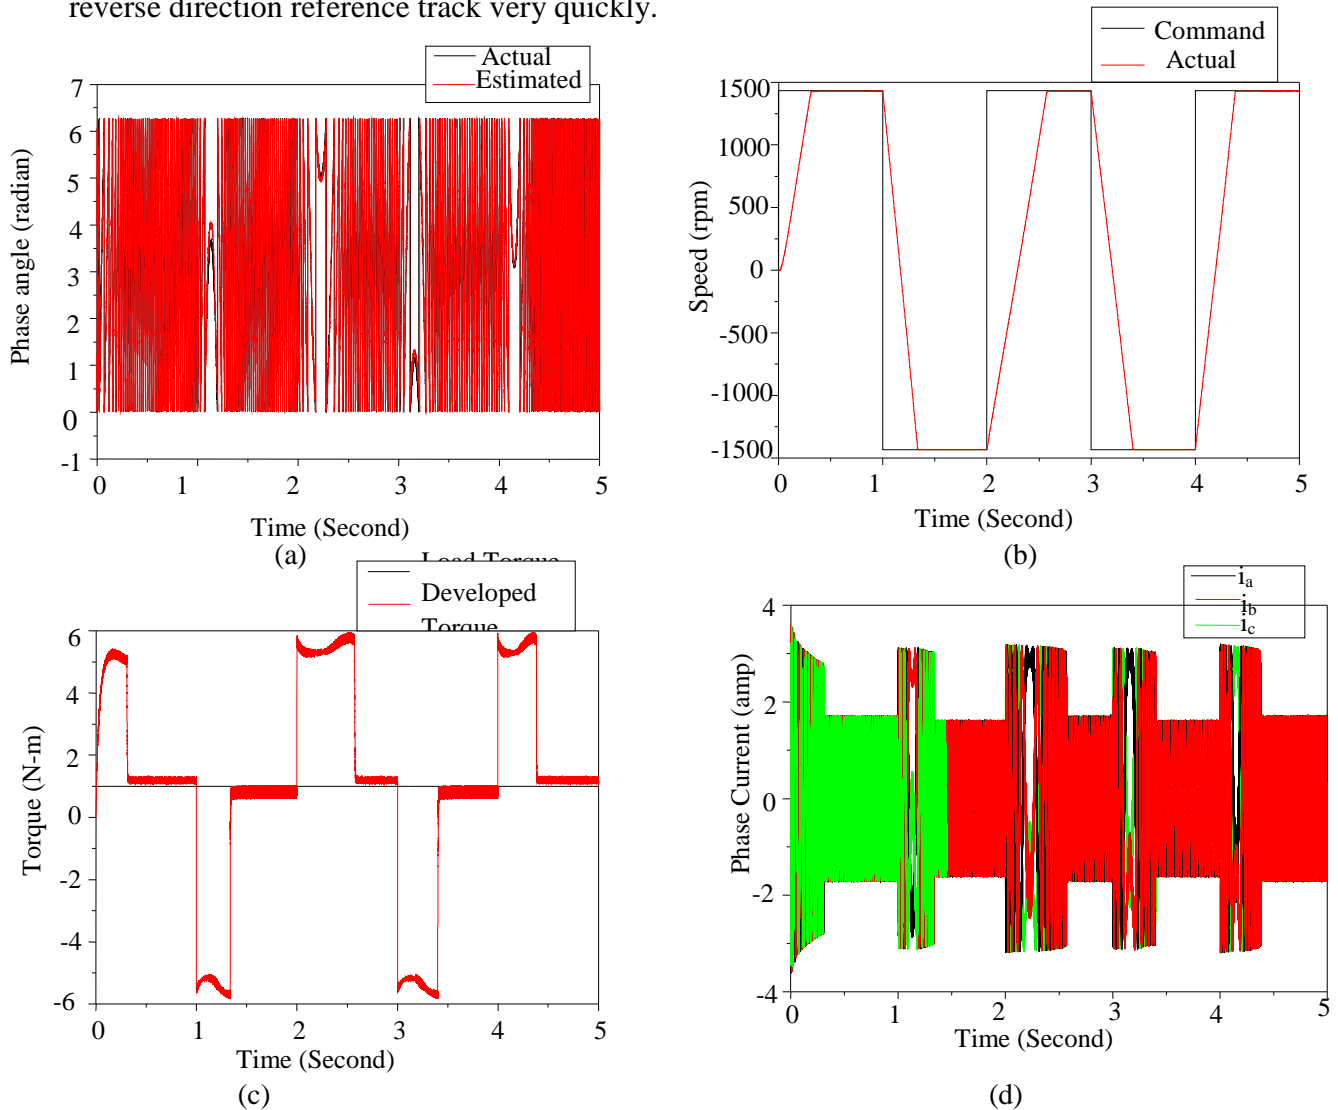 reverse direction reference track very quickly.
Actual
Estimated
7
6
5
4
3
2
1
0
-1
Phase angle (radian)
0 1 2 3 4 5
Time (Second)
(a)
Command
Actual
1500
1000
500
0
-500
-1000
-1500
Speed (rpm)
0 1 2 3 4 5
Time (Second)
(b)
Load Torque
Developed
Torque
6
4
2
0
-2
-4
-6
Torque (N-m)
0 1 2 3 4 5
Time (Second)
(c)
ia
ib
ic
4
2
0
-2
-4
Phase Current (amp)
0 1 2 3 4 5
Time (Second)
(d)